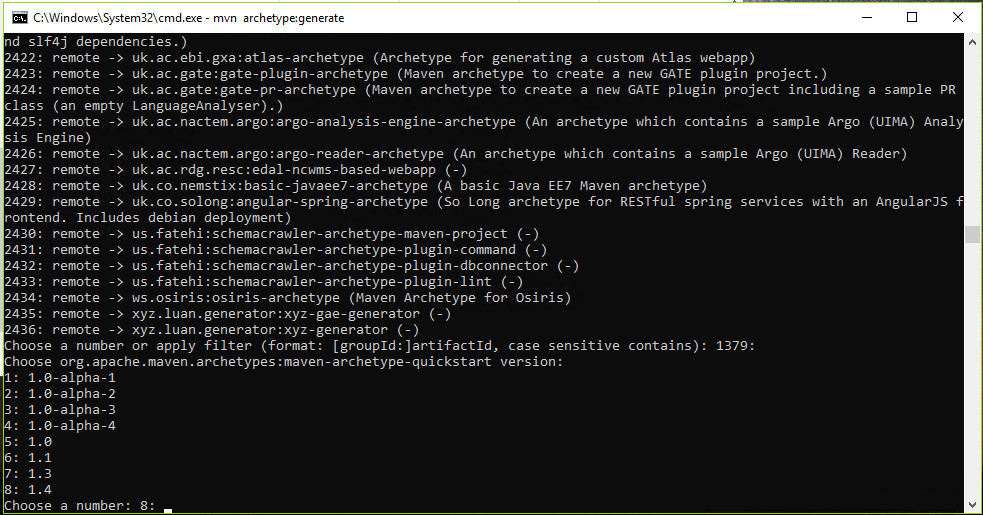 C:\Windows\System32\cmd.exe - mvn  archetype:generate
nd slf4j dependencies.)
2422: remote -> uk.ac.ebi.gxa:atlas-archetype (Archetype for generating a custom Atlas webapp)
2423: remote -> uk.ac.gate:gate-plugin-archetype (Maven archetype to create a new GATE plugin project.)
2424: remote -> uk.ac.gate:gate-pr-archetype (Maven archetype to create a new GATE plugin project including a sample PR
class (an empty LanguageAnalyser).)
2425: remote -> uk.ac.nactem.argo:argo-analysis-engine-archetype (An archetype which contains a sample Argo (UIMA) Analy
sis Engine)
2426: remote -> uk.ac.nactem.argo:argo-reader-archetype (An archetype which contains a sample Argo (UIMA) Reader)
2427: remote -> uk.ac.rdg.resc:edal-ncwms-based-webapp (-)
2428: remote -> uk.co.nemstix:basic-javaee7-archetype (A basic Java EE7 Maven archetype)
2429: remote -> uk.co.solong:angular-spring-archetype (So Long archetype for RESTful spring services with an AngularJS f
rontend. Includes debian deployment)
2430: remote -> us.fatehi:schemacrawler-archetype-maven-project (-)
2431: remote -> us.fatehi:schemacrawler-archetype-plugin-command (-)
2432: remote -> us.fatehi:schemacrawler-archetype-plugin-dbconnector (-)
2433: remote -> us.fatehi:schemacrawler-archetype-plugin-lint (-)
2434: remote -> ws.osiris:osiris-archetype (Maven Archetype for Osiris)
2435: remote -> xyz.luan.generator:xyz-gae-generator (-)
2436: remote -> xyz.luan.generator:xyz-generator (-)
Choose a number or apply filter (format: [groupId:]artifactId, case sensitive contains): 1379:
Choose org.apache.maven.archetypes:maven-archetype-quickstart version:
1: 1.0-alpha-1
2: 1.0-alpha-2
3: 1.0-alpha-3
4: 1.0-alpha-4
5: 1.0
6: 1.1
7: 1.3
8: 1.4
Choose a number: 8: